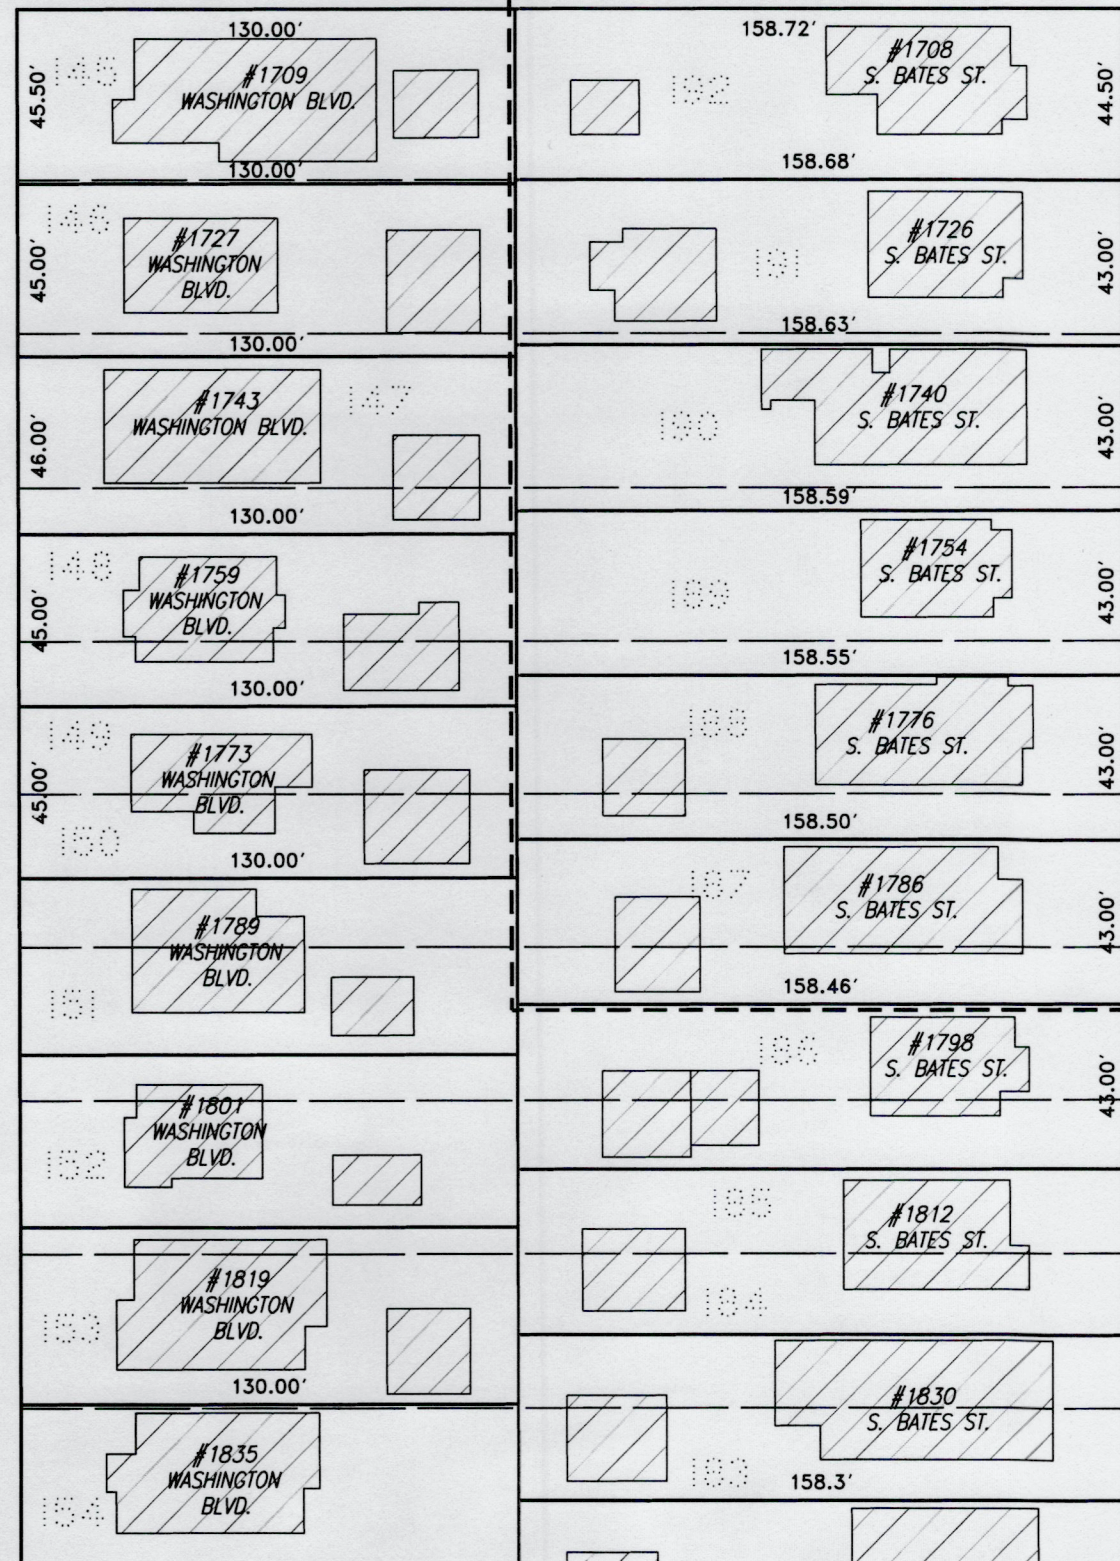 130.00'
45.50'
145
#1709
WASHINGTON BLVD.
130.00'
146
45.00'
#1727
WASHINGTON
BLVD.
130.00'
46.00'
#1743
WASHINGTON BLVD.
147
130.00'
148
45.00'
#1759
WASHINGTON
BLVD.
130.00'
149
45.00'
#1773
WASHINGTON
BLVD.
150
130.00'
#1789
WASHINGTON
BLVD.
151
#1801
WASHINGTON
BLVD.
152
#1819
WASHINGTON
BLVD.
153
130.00'
#1835
WASHINGTON
BLVD.
154
158.72'
192
#1708
S. BATES ST.
44.50'
158.68'
191
#1726
S. BATES ST.
43.00'
158.63'
190
#1740
S. BATES ST.
43.00'
158.59'
189
#1754
S. BATES ST.
43.00'
158.55'
188
#1776
S. BATES ST.
43.00'
158.50'
187
#1786
S. BATES ST.
43.00'
158.46'
186
#1798
S. BATES ST.
43.00'
185
#1812
S. BATES ST.
184
#1830
S. BATES ST.
183
158.3'